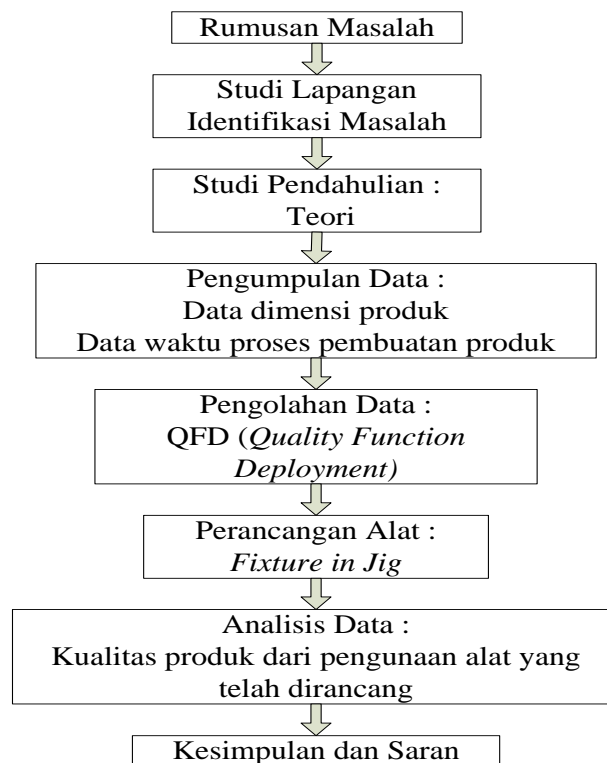 Rumusan Masalah
Studi Lapangan
Identifikasi Masalah
Studi Pendahulian :
Teori
Pengumpulan Data :
Data dimensi produk
Data waktu proses pembuatan produk
Pengolahan Data :
QFD (Quality Function
Deployment)
Perancangan Alat :
Fixture in Jig
Analisis Data :
Kualitas produk dari pengunaan alat yang
telah dirancang
Kesimpulan dan Saran